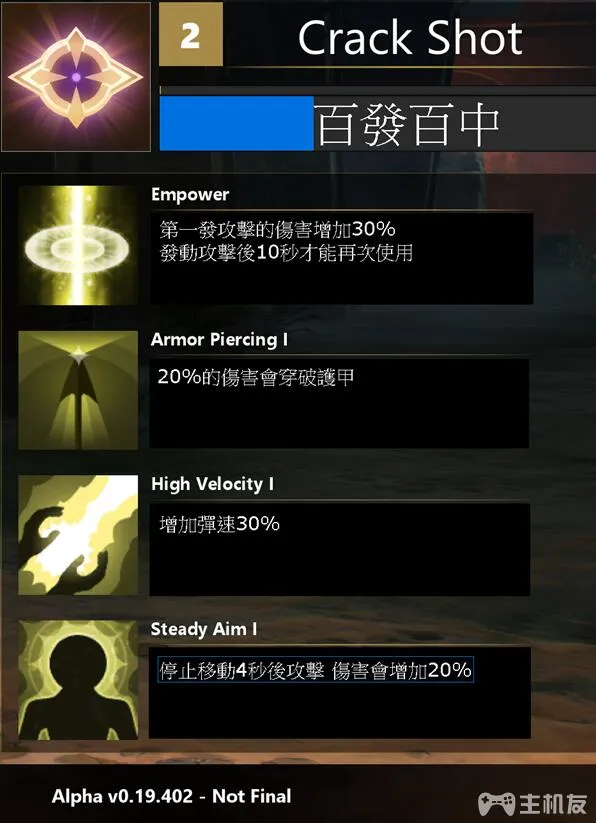 2
Crack Shot
百發百中
Empower
第一發攻擊的傷害增加30%
發動攻擊後10秒才能再次使用
Armor Piercing I
20%的傷害會穿破護甲
High Velocity I
增加彈速30%
Steady Aim I
停止移動4秒後攻擊 傷害會增加20%
Alpha v0.19.402 - Not Final
主机友